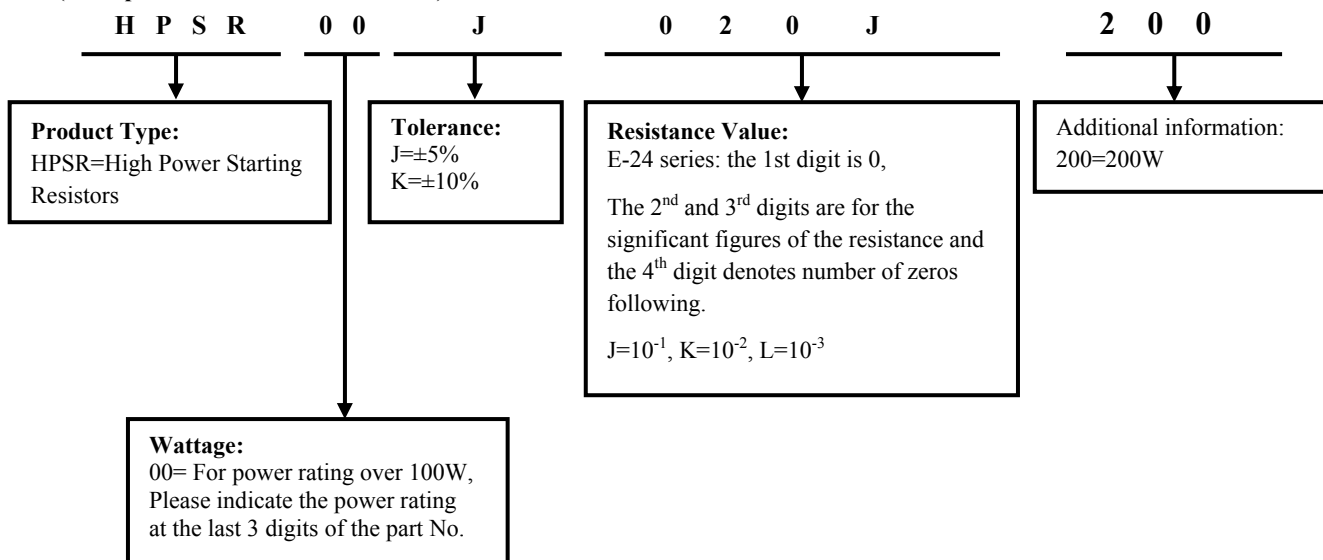 H P S R 0 0 J 0 2 0 J 2 0 0
Product Type:
HPSR=High Power Starting
Resistors
Tolerance:
J=±5%
K=±10%
Resistance Value:
E-24 series: the 1st digit is 0,
The 2nd and 3rd digits are for the
significant figures of the resistance and
the 4th digit denotes number of zeros
following.
J=10-1, K=10-2, L=10-3
Additional information:
200=200W
Wattage:
00= For power rating over 100W,
Please indicate the power rating
at the last 3 digits of the part No.